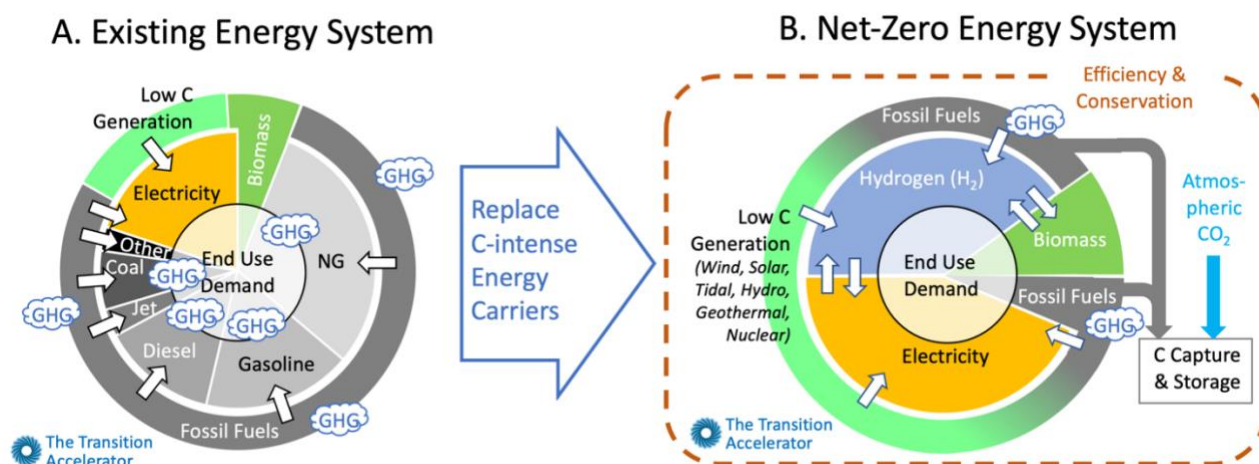 A. Existing Energy System
Low C
Generation
Biomass
GHG
Electricity
GHG
Other
End Use
Demand
NG
Coal
GHG
GHG
Jet
GHG
GHG
Diesel
Gasoline
GHG
Fossil Fuels
The Transition
Accelerator
Replace
C-intense
Energy
Carriers
B. Net-Zero Energy System
Efficiency &
Conservation
Fossil Fuels
GHG
Hydrogen (H₂)
Low C
Generation
(Wind, Solar,
Tidal, Hydro,
Geothermal,
Nuclear)
Biomass
End Use
Demand
Fossil Fuels
GHG
Electricity
Atmos-
pheric
CO₂
C Capture
& Storage
The Transition
Accelerator